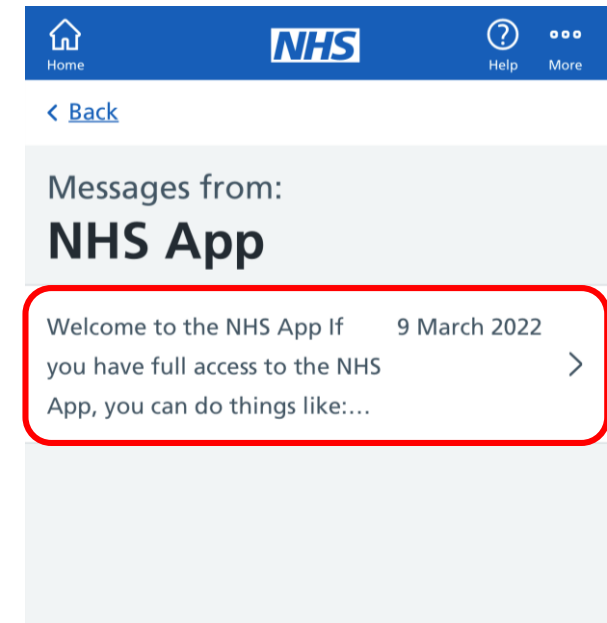 NHS
Home Help More
< Back
Messages from:
NHS App
Welcome to the NHS App If 9 March 2022
you have full access to the NHS
App, you can do things like:...